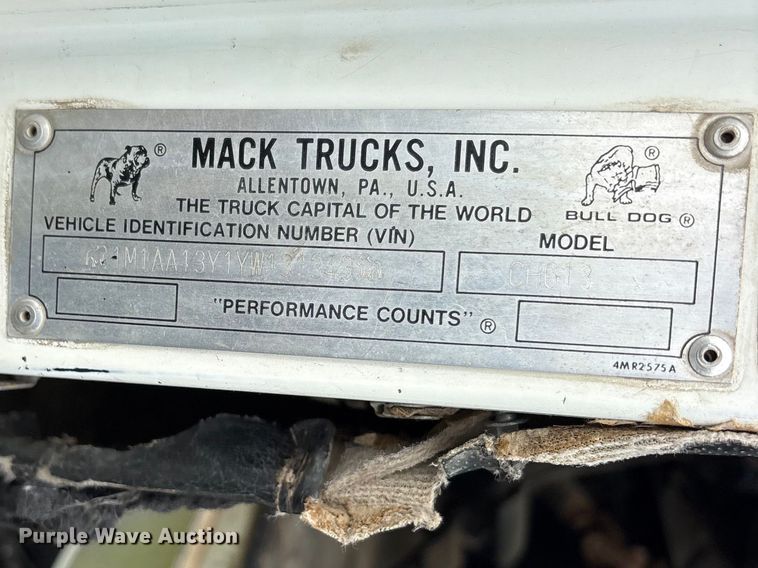 MACK TRUCKS, INC.
ALLENTOWN, PA., U.S.A.
THE TRUCK CAPITAL OF THE WORLD
®
®
BULL DOG ®
VEHICLE IDENTIFICATION NUMBER (VIN)
MODEL
CH613
"PERFORMANCE COUNTS" ®
4MR2575A
Purple Wave Auction